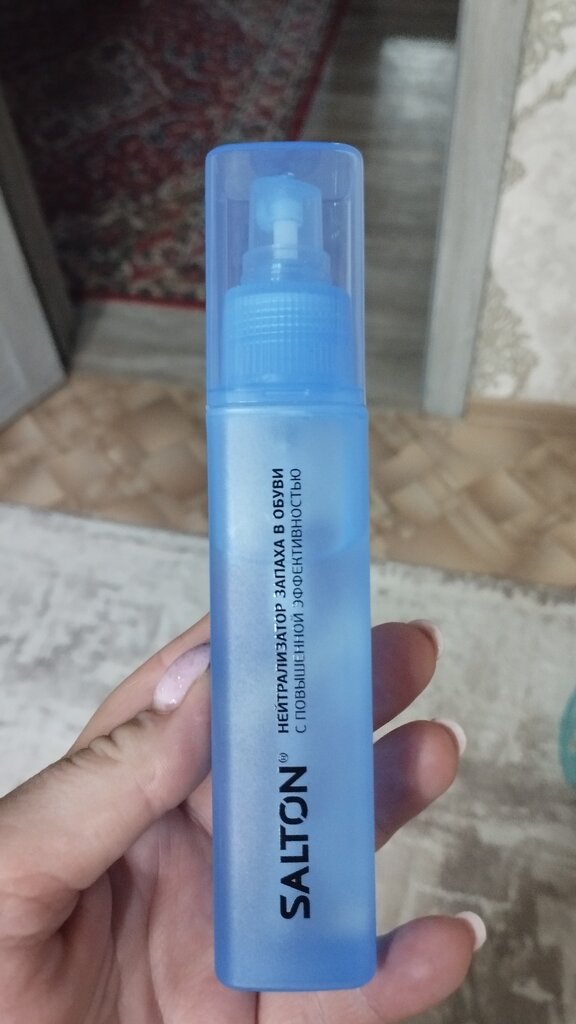 SALTON®
НЕЙТРАЛИЗАТОР ЗАПАХА В ОБУВИ
С ПОВЫШЕННОЙ ЭФФЕКТИВНОСТЬЮ